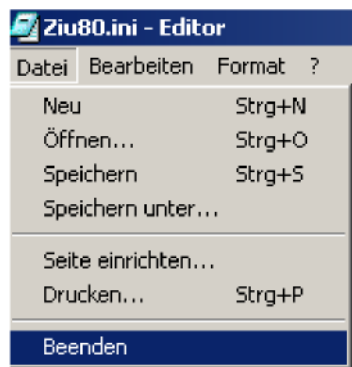 Ziu80.ini - Editor
Datei Bearbeiten Format ?
Neu Strg+N
Öffnen... Strg+O
Speichern Strg+S
Speichern unter...
Seite einrichten...
Drucken... Strg+P
Beenden